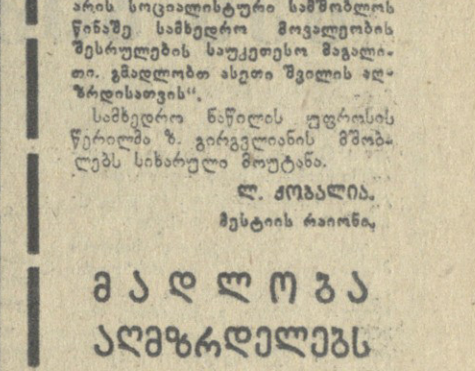 არის სოციალისტური სამშობლოს
წინაშე სამხედრო მოვალეობის
შესრულების საუკეთესო მაგალი-
თი. გმადლობთ ასეთი შვილის აღ-
ზრდისათვის“.
სამხედრო ნაწილის უფროსის
წერილმა ზ. გირგვლიანის მშობ-
ლებს სიხარული მოუტანა.
ლ. ჟობალია.
მესტიის რაიონი.
მადლობა
აღმზრდელებს